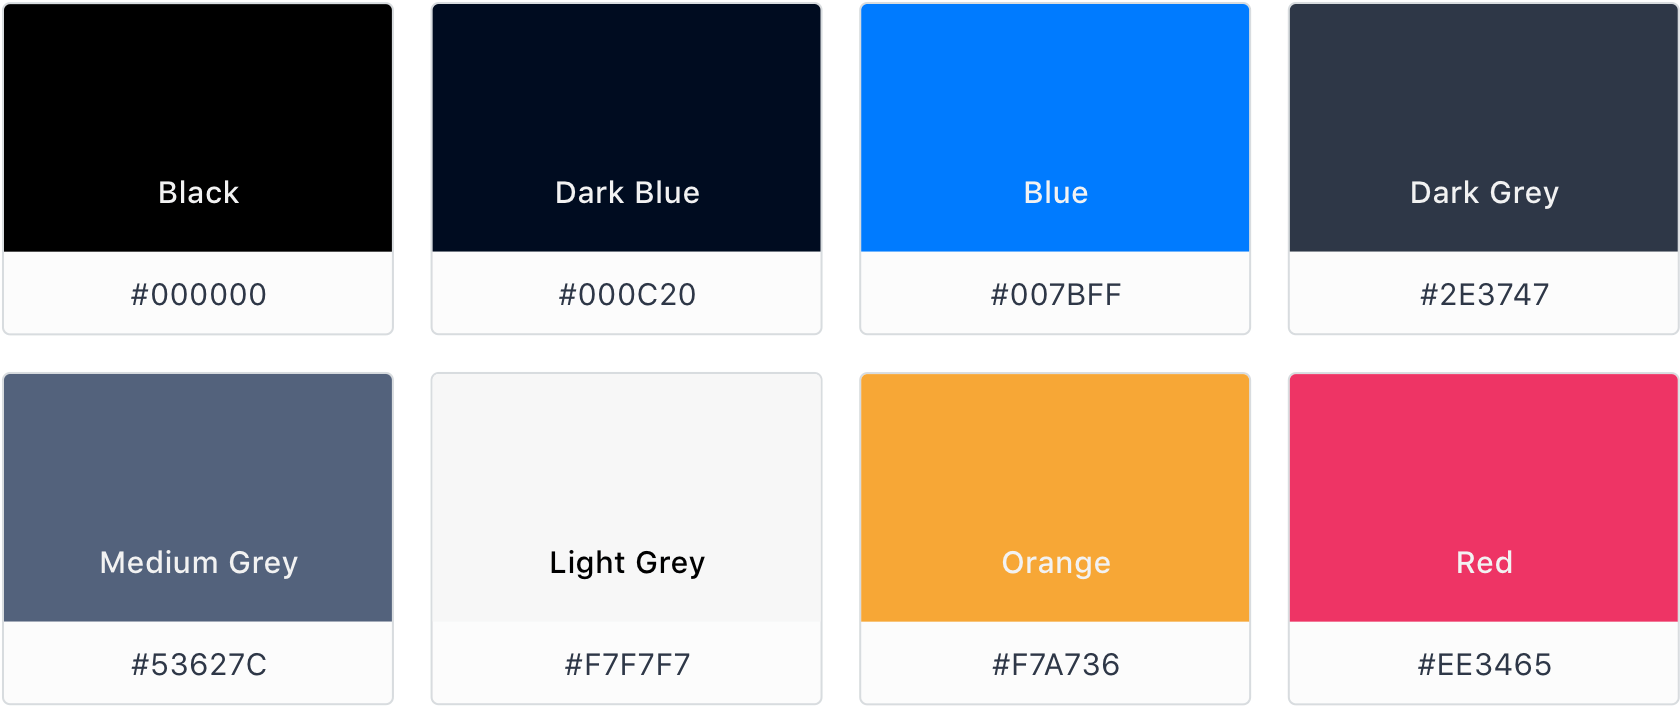 Black
#000000
Dark Blue
#000C20
Blue
#007BFF
Dark Grey
#2E3747
Medium Grey
#53627C
Light Grey
#F7F7F7
Orange
#F7A736
Red
#EE3465